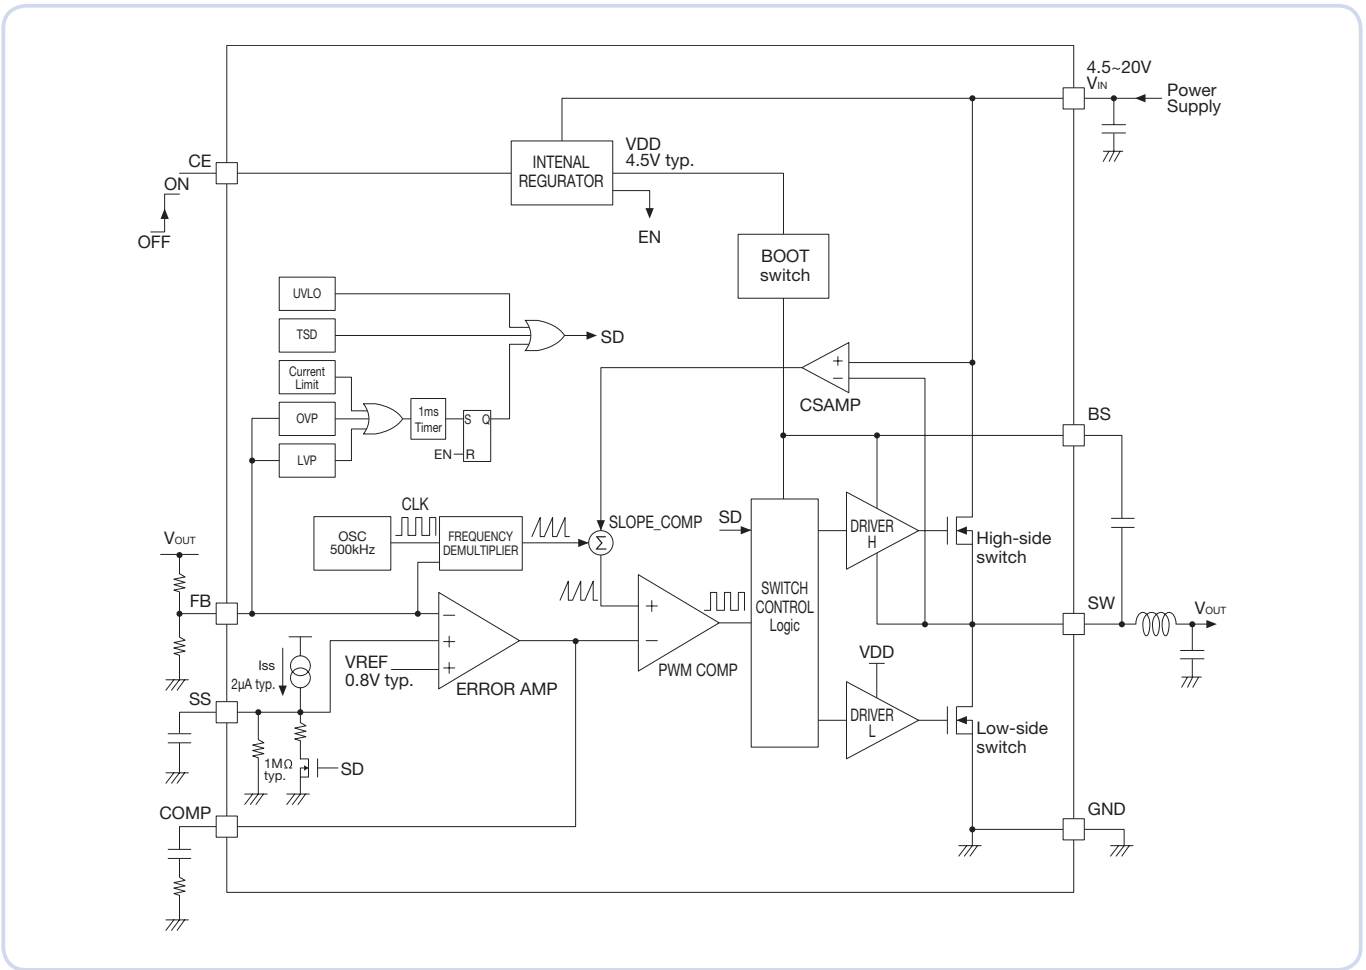 4.5~20V
VIN
Power
Supply
CE
ON
OFF
INTENAL
REGURATOR
VDD
4.5V typ.
EN
BOOT
switch
UVLO
TSD
SD
Current
Limit
OVP
LVP
1ms
Timer
S Q
EN R
+
−
CSAMP
BS
CLK
OSC
500kHz
FREQUENCY
DEMULTIPLIER
Σ
SLOPE_COMP
SD
SWITCH
CONTROL
Logic
DRIVER
H
High-side
switch
VOUT
FB
−
+
+
ERROR AMP
VREF
0.8V typ.
+
−
PWM COMP
SW
VOUT
Iss
2μA typ.
SS
1MΩ
typ.
SD
VDD
DRIVER
L
Low-side
switch
COMP
GND